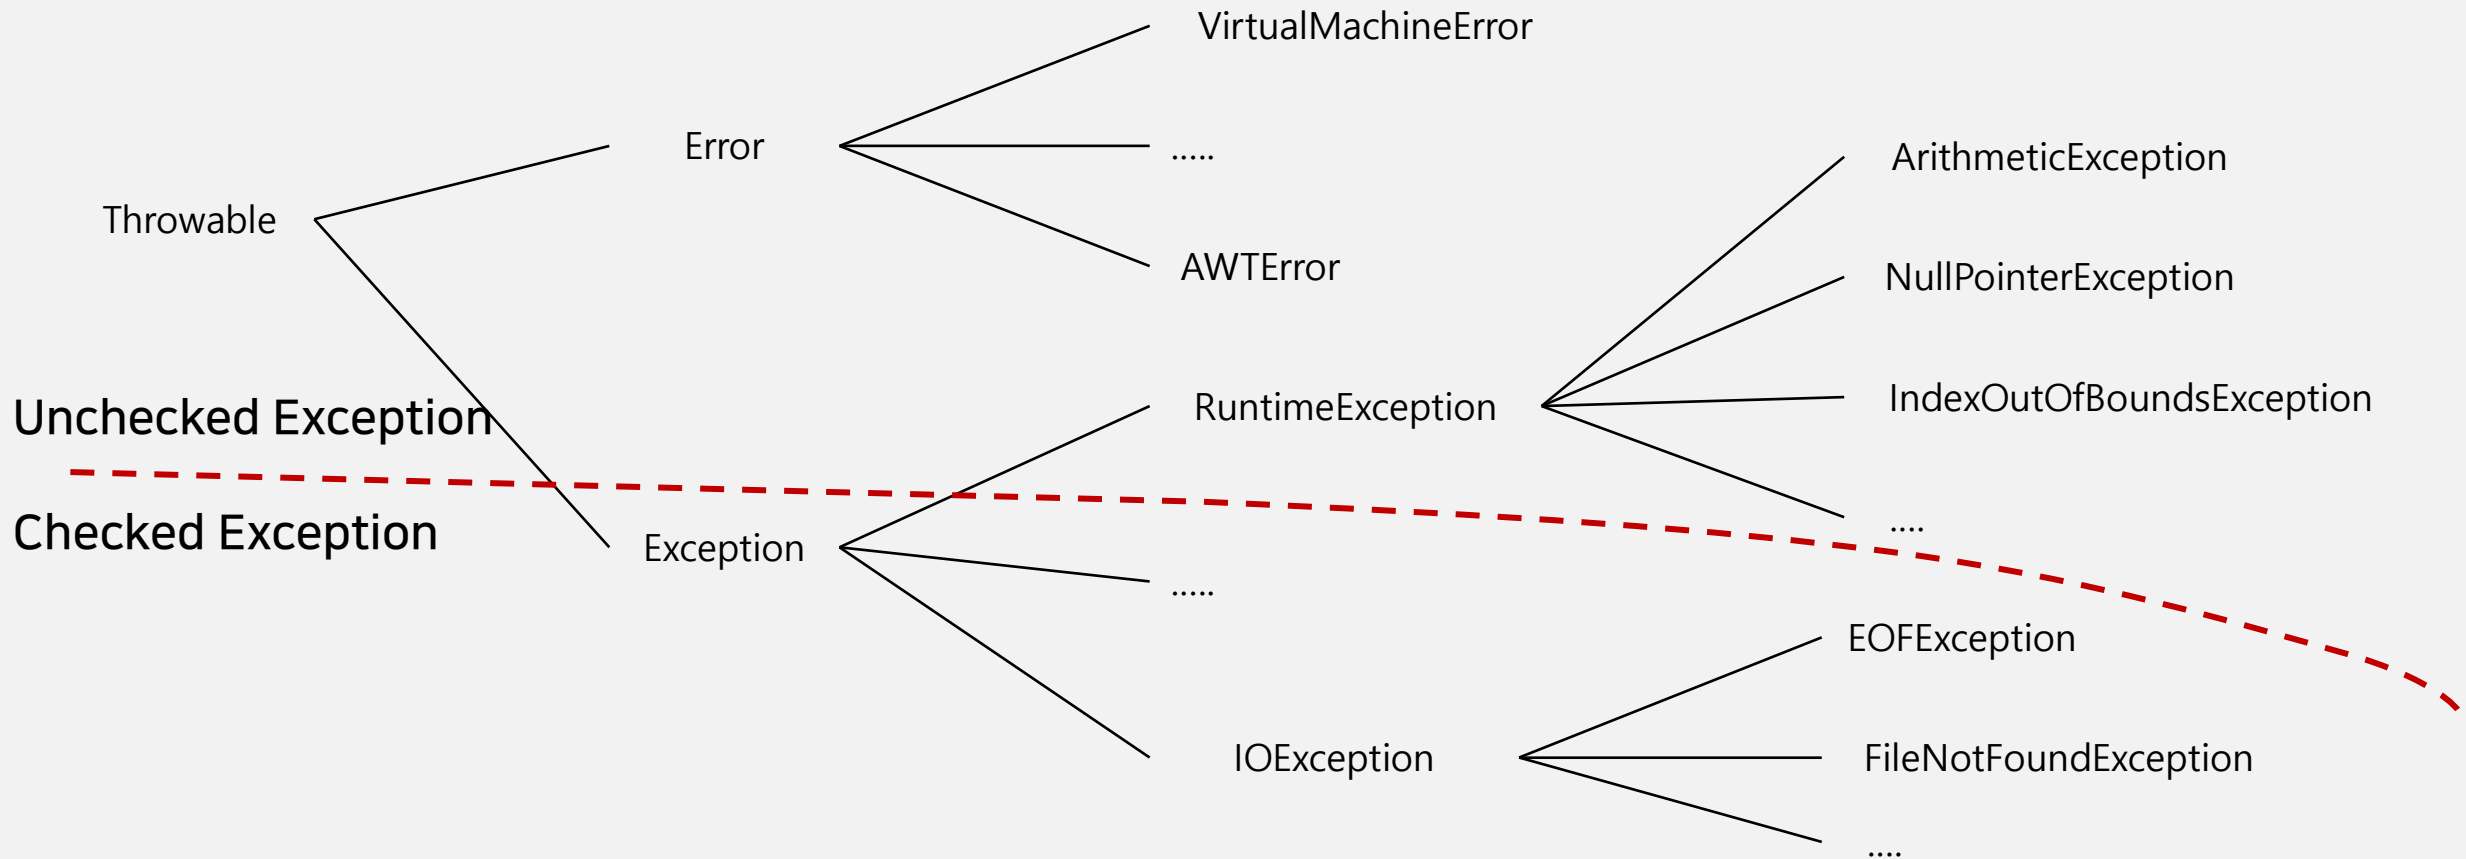 VirtualMachineError
Error
.....
ArithmeticException
Throwable
AWTError
NullPointerException
Unchecked Exception
RuntimeException
IndexOutOfBoundsException
Checked Exception
Exception
....
.....
EOFException
IOException
FileNotFoundException
....